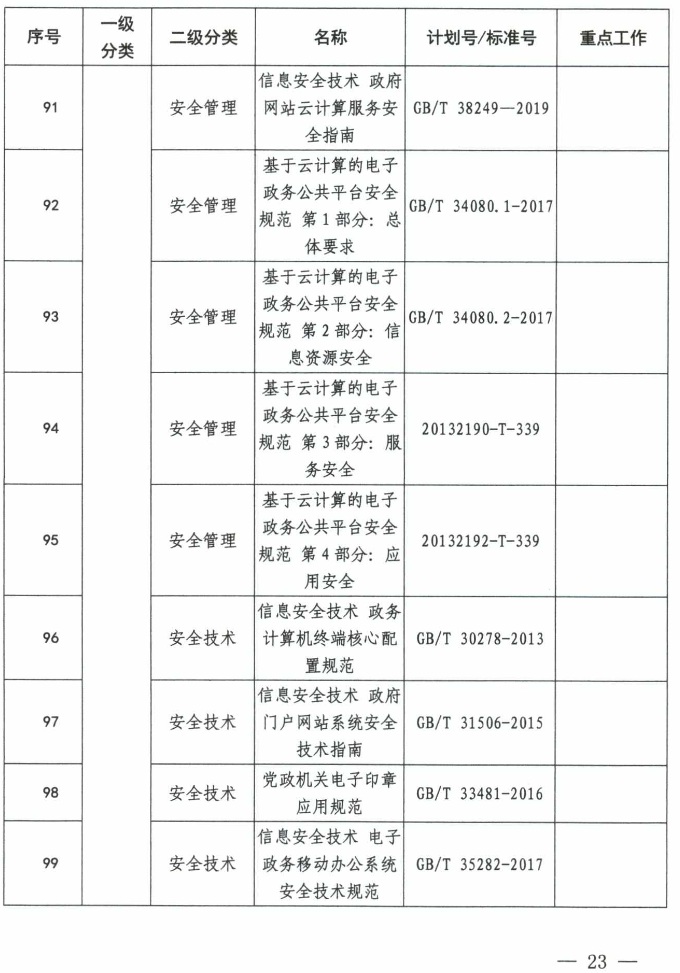 序号 一级分类 二级分类 名称 计划号/标准号 重点工作
91 安全管理 信息安全技术 政府
网站云计算服务安
全指南 GB/T 38249—2019
92 安全管理 基于云计算的电子
政务公共平台安全
规范 第1部分：总
体要求 GB/T 34080.1-2017
93 安全管理 基于云计算的电子
政务公共平台安全
规范 第2部分：信
息资源安全 GB/T 34080.2-2017
94 安全管理 基于云计算的电子
政务公共平台安全
规范 第3部分：服
务安全 20132190-T-339
95 安全管理 基于云计算的电子
政务公共平台安全
规范 第4部分：应
用安全 20132192-T-339
96 安全技术 信息安全技术 政务
计算机终端核心配
置规范 GB/T 30278-2013
97 安全技术 信息安全技术 政府
门户网站系统安全
技术指南 GB/T 31506-2015
98 安全技术 党政机关电子印章
应用规范 GB/T 33481-2016
99 安全技术 信息安全技术 电子
政务移动办公系统
安全技术规范 GB/T 35282-2017
— 23 —